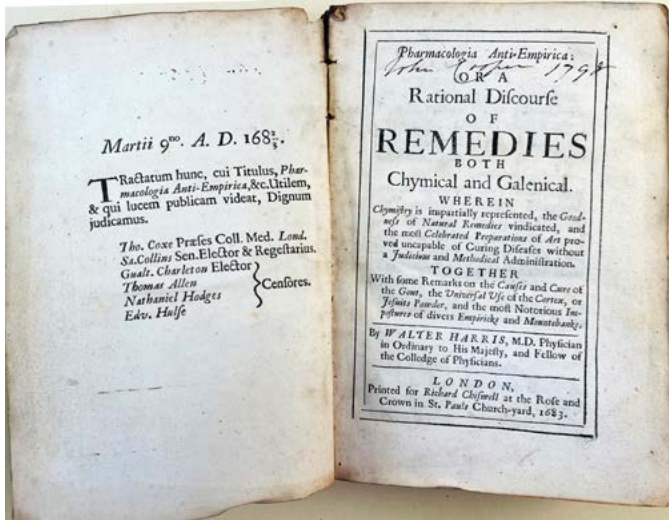 Martii 9no. A. D. 168⅔.
TRactatum hunc, cui Titulus, Phar-
macologia Anti-Empirica, &c. Utilem,
& qui lucem publicam videat, Dignum
judicamus.
Tho. Coxe Præses Coll. Med. Lond.
Sa. Collins Sen. Elector & Regestarius.
Gualt. Charleton Elector
Thomas Allen
Nathaniel Hodges
Edv. Hulse
} Censores.
Pharmacologia Anti-Empirica:
John Cooper 1798
OR A
Rational Discourse
OF
REMEDIES
BOTH
Chymical and Galenical.
WHEREIN
Chymistry is impartially represented, the Good-
ness of Natural Remedies vindicated, and
the most Celebrated Preparations of Art pro-
ved uncapable of Curing Diseases without
a Judicious and Methodical Administration.
TOGETHER
With some Remarks on the Causes and Cure of
the Gout, the Universal Use of the Cortex, or
Jesuits Powder, and the most Notorious Im-
postures of divers Empiricks and Mountebanks.
By WALTER HARRIS, M.D. Physician
in Ordinary to His Majesty, and Fellow of
the Colledge of Physicians.
LONDON,
Printed for Richard Chiswell at the Rose and
Crown in St. Pauls Church-yard, 1683.